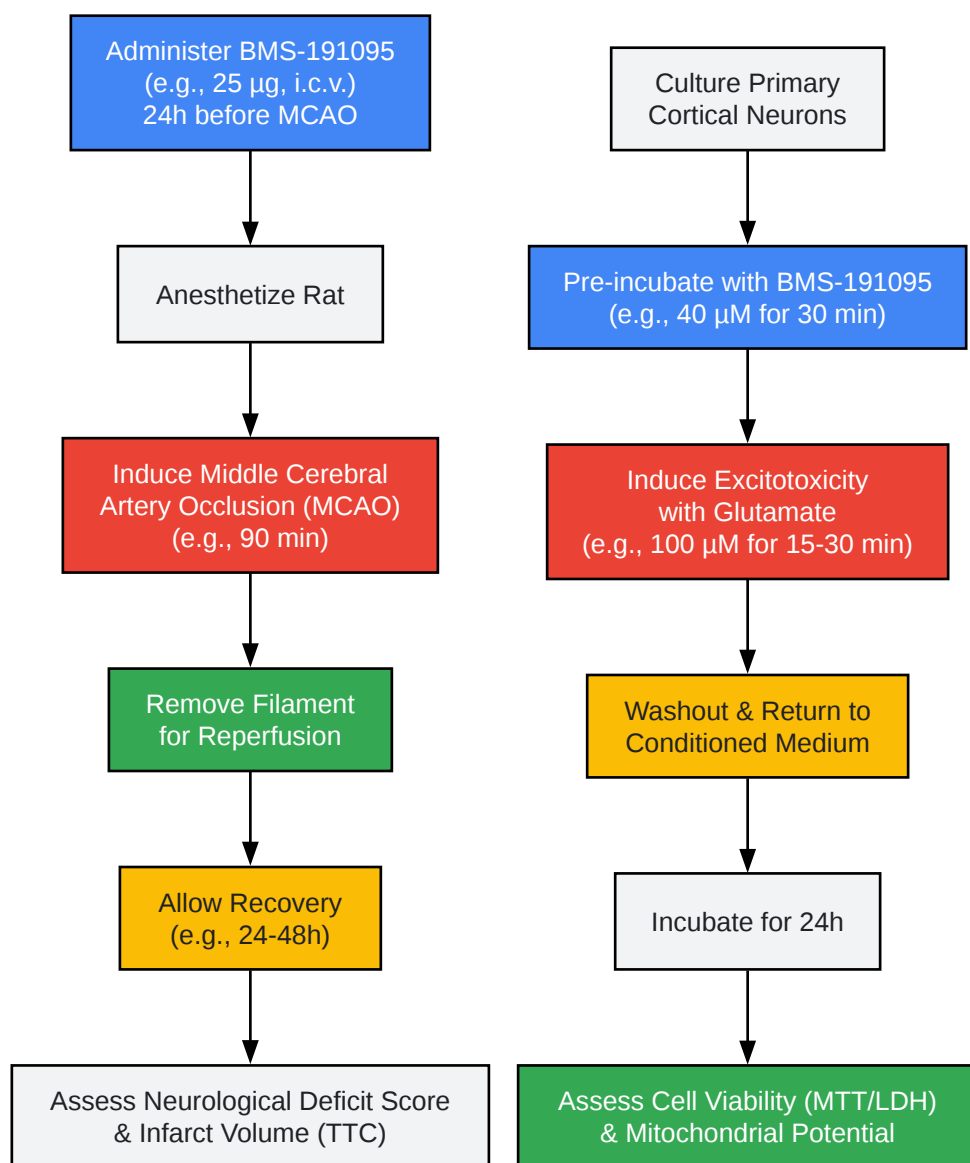 Administer BMS-191095
(e.g., 25 µg, i.c.v.)
24h before MCAO
Anesthetize Rat
Induce Middle Cerebral
Artery Occlusion (MCAO)
(e.g., 90 min)
Remove Filament
for Reperfusion
Allow Recovery
(e.g., 24-48h)
Assess Neurological Deficit Score
& Infarct Volume (TTC)
Culture Primary
Cortical Neurons
Pre-incubate with BMS-191095
(e.g., 40 µM for 30 min)
Induce Excitotoxicity
with Glutamate
(e.g., 100 µM for 15-30 min)
Washout & Return to
Conditioned Medium
Incubate for 24h
Assess Cell Viability (MTT/LDH)
& Mitochondrial Potential